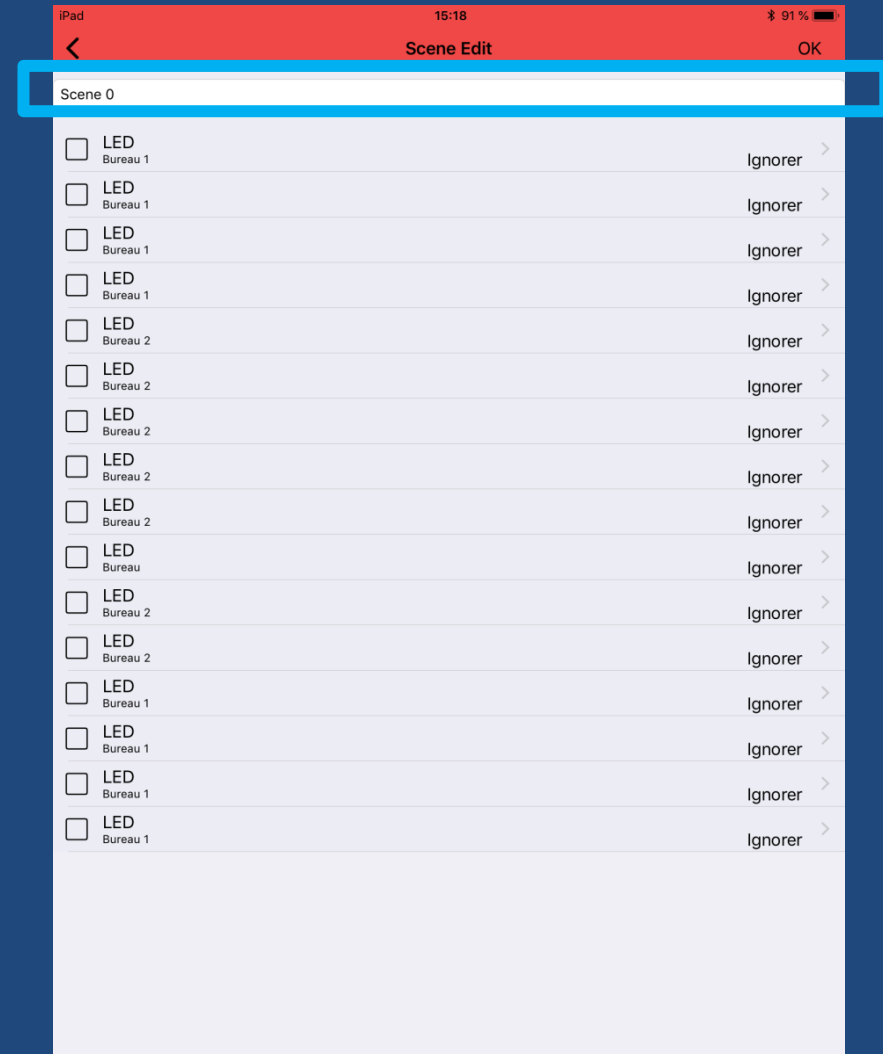 iPad 15:18 91 %
Scene Edit OK
Scene 0
LED
Bureau 1
Ignorer
LED
Bureau 1
Ignorer
LED
Bureau 1
Ignorer
LED
Bureau 1
Ignorer
LED
Bureau 2
Ignorer
LED
Bureau 2
Ignorer
LED
Bureau 2
Ignorer
LED
Bureau 2
Ignorer
LED
Bureau 2
Ignorer
LED
Bureau
Ignorer
LED
Bureau 2
Ignorer
LED
Bureau 2
Ignorer
LED
Bureau 1
Ignorer
LED
Bureau 1
Ignorer
LED
Bureau 1
Ignorer
LED
Bureau 1
Ignorer